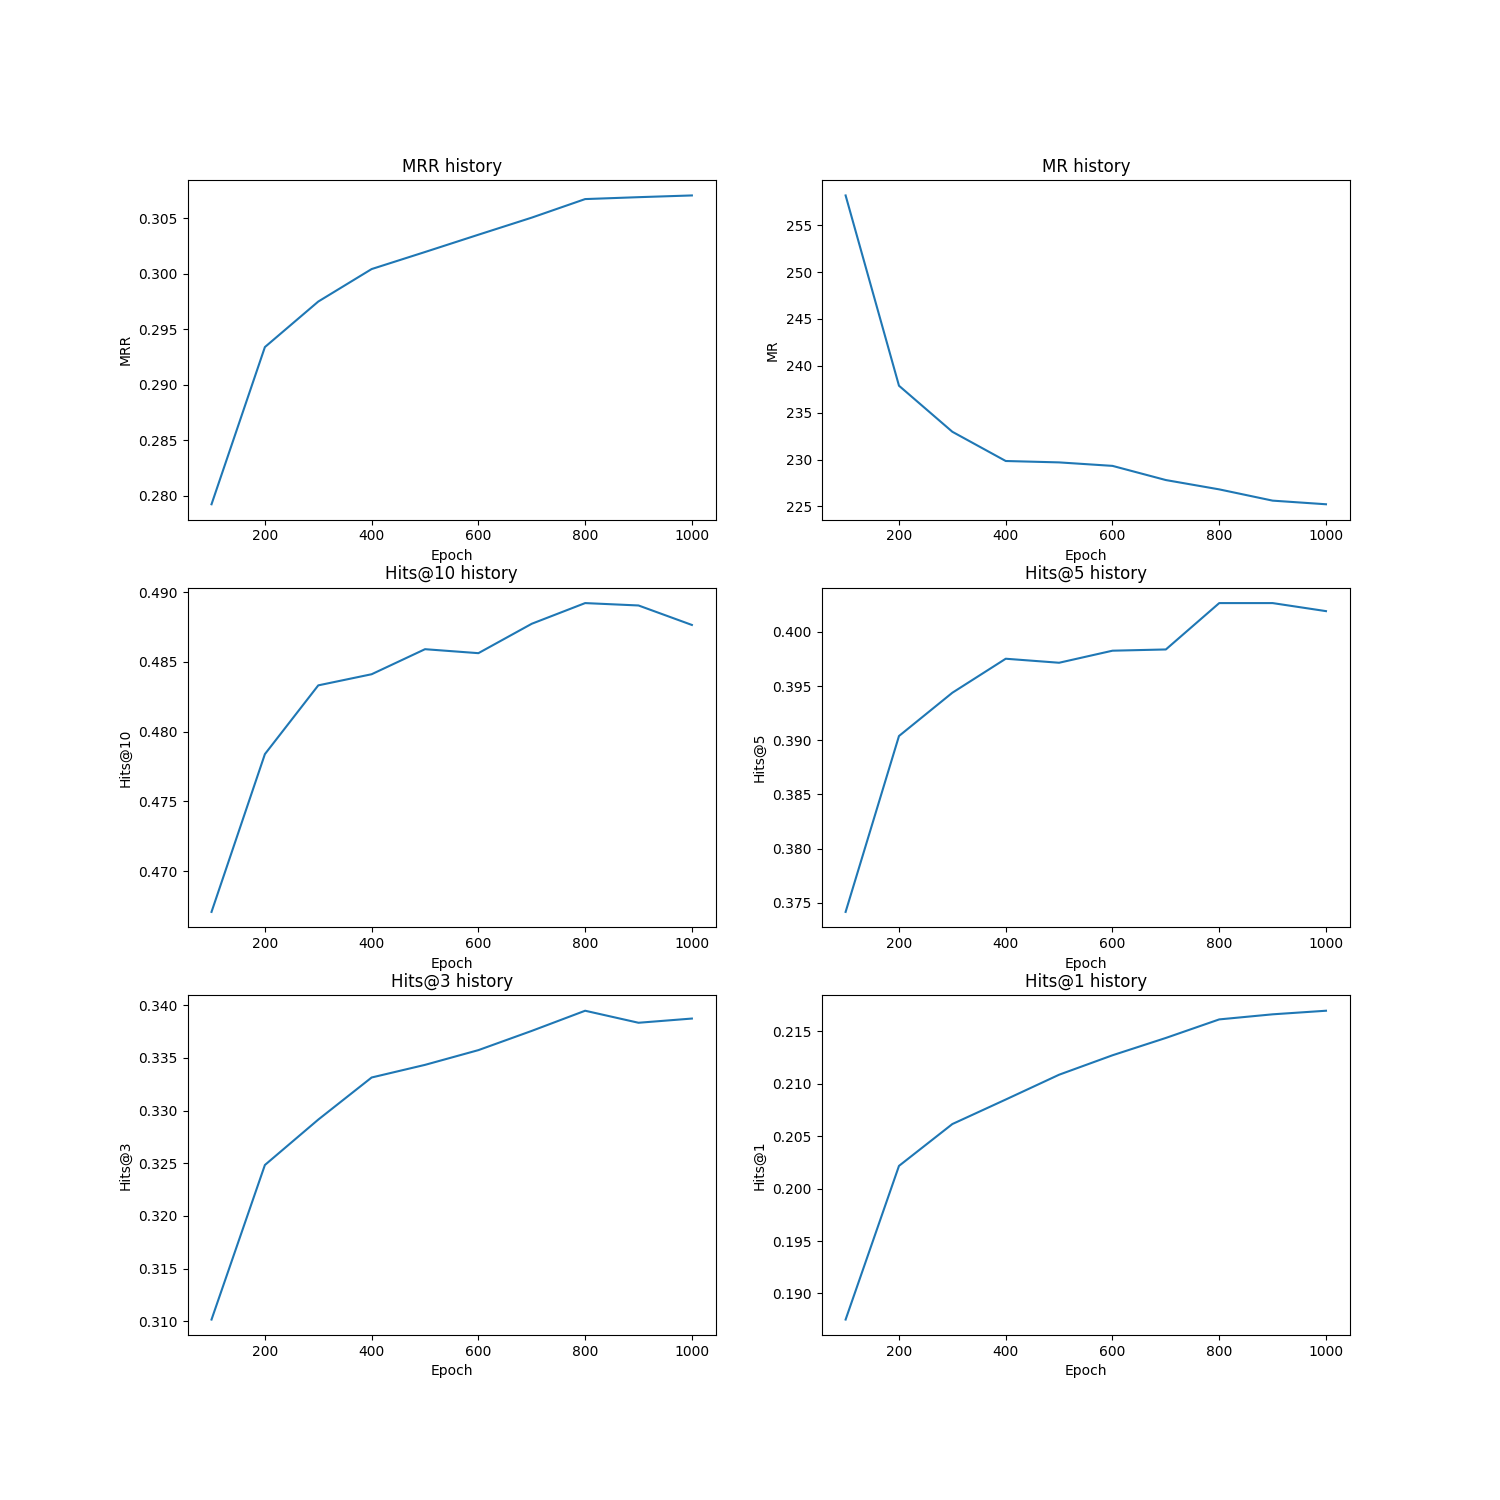 MRR history
MRR
0.305
0.300
0.295
0.290
0.285
0.280
200 400 600 800 1000
Epoch
MR history
MR
255
250
245
240
235
230
225
200 400 600 800 1000
Epoch
Hits@10 history
Hits@10
0.490
0.485
0.480
0.475
0.470
200 400 600 800 1000
Epoch
Hits@5 history
Hits@5
0.400
0.395
0.390
0.385
0.380
0.375
200 400 600 800 1000
Epoch
Hits@3 history
Hits@3
0.340
0.335
0.330
0.325
0.320
0.315
0.310
200 400 600 800 1000
Epoch
Hits@1 history
Hits@1
0.215
0.210
0.205
0.200
0.195
0.190
200 400 600 800 1000
Epoch